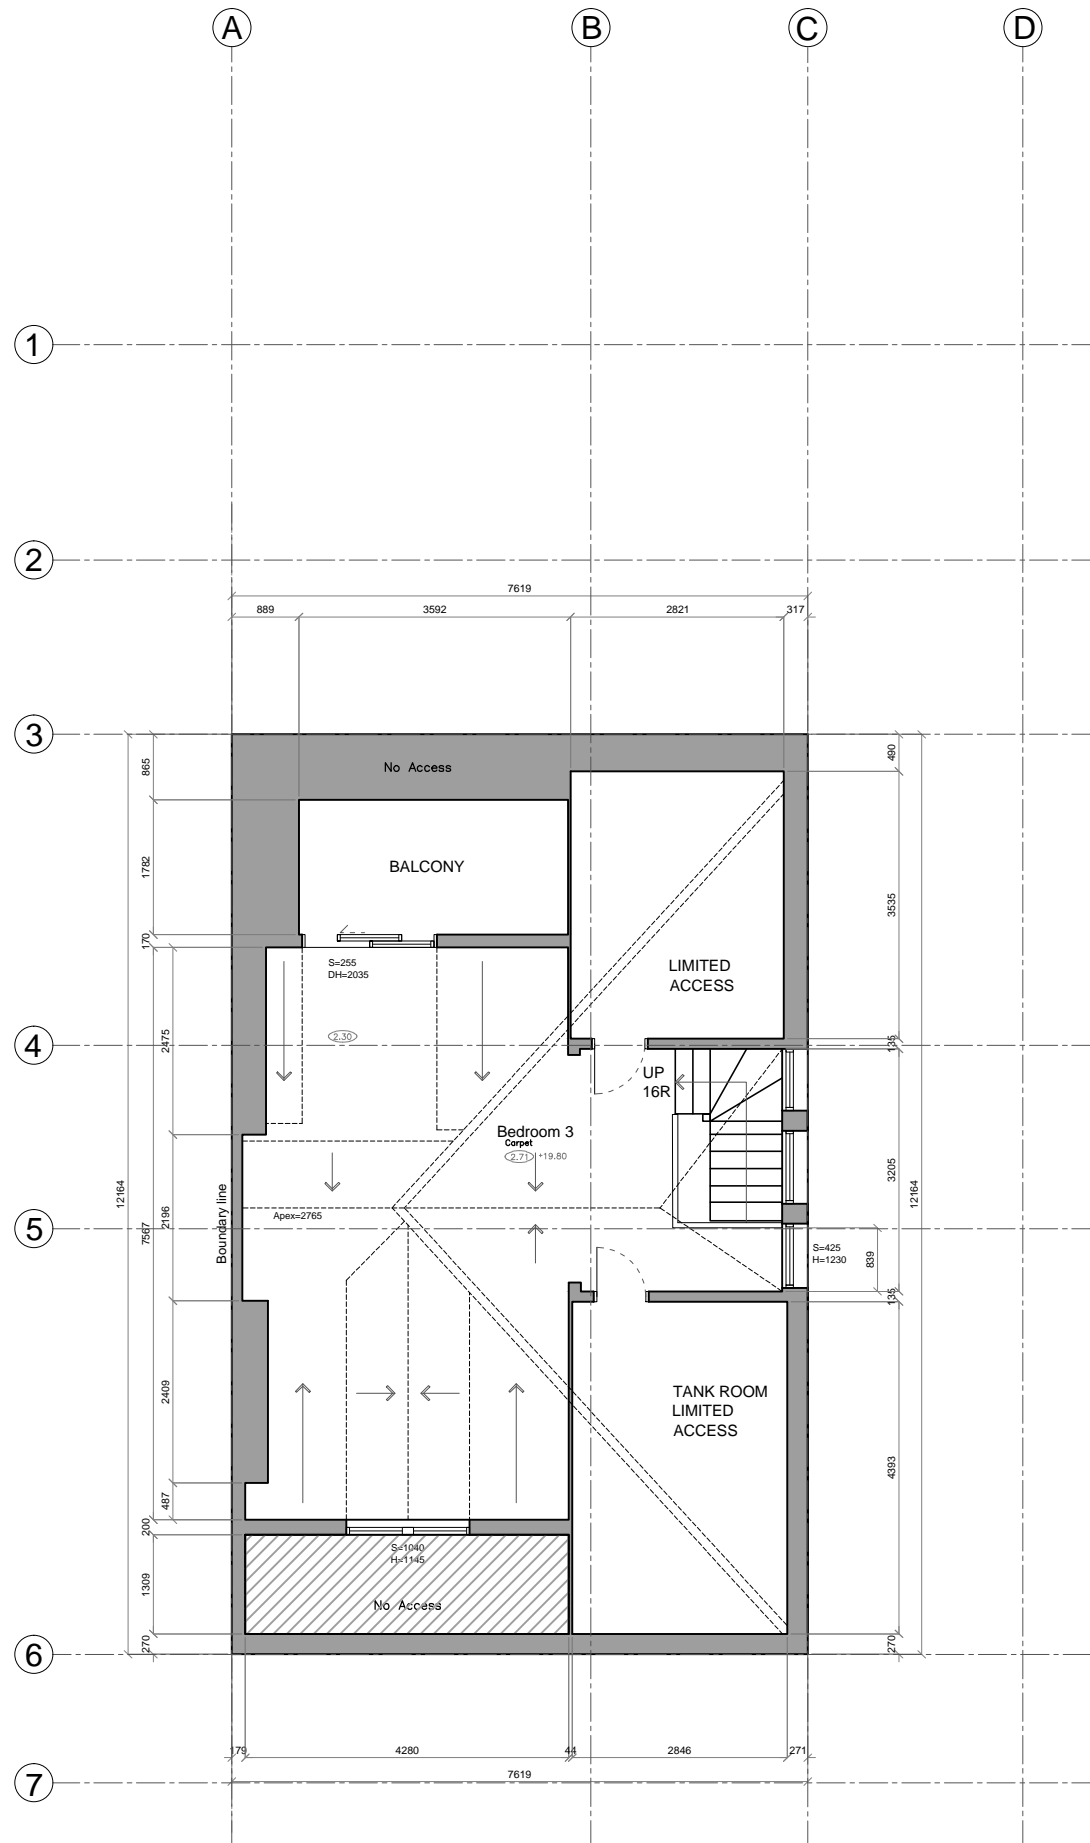 A
B
C
D
1
2
7619
889
3592
2821
317
3
865
No Access
490
1782
BALCONY
3535
170
S=255
DH=2035
LIMITED
ACCESS
2475
2.30
4
135
UP
16R
Bedroom 3
Carpet
2.71
+19.80
12164
7567
2196
Boundary line
3205
12164
Apex=2765
5
S=425
H=1230
839
135
2409
TANK ROOM
LIMITED
ACCESS
487
4393
200
S=1040
H=1145
1309
No Access
270
270
6
179
4280
44
2846
271
7619
7